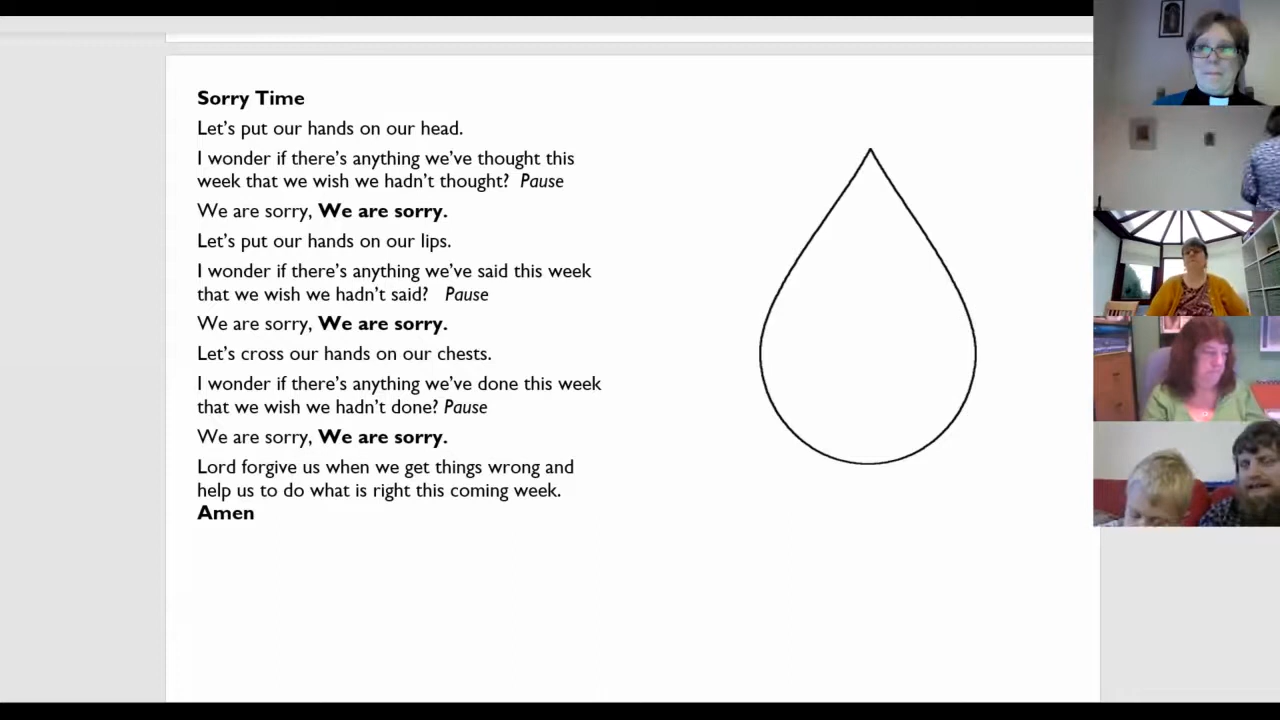 Sorry Time
Let's put our hands on our head.
I wonder if there's anything we've thought this
week that we wish we hadn't thought?  Pause
We are sorry, We are sorry.
Let's put our hands on our lips.
I wonder if there's anything we've said this week
that we wish we hadn't said?  Pause
We are sorry, We are sorry.
Let's cross our hands on our chests.
I wonder if there's anything we've done this week
that we wish we hadn't done? Pause
We are sorry, We are sorry.
Lord forgive us when we get things wrong and
help us to do what is right this coming week.
Amen